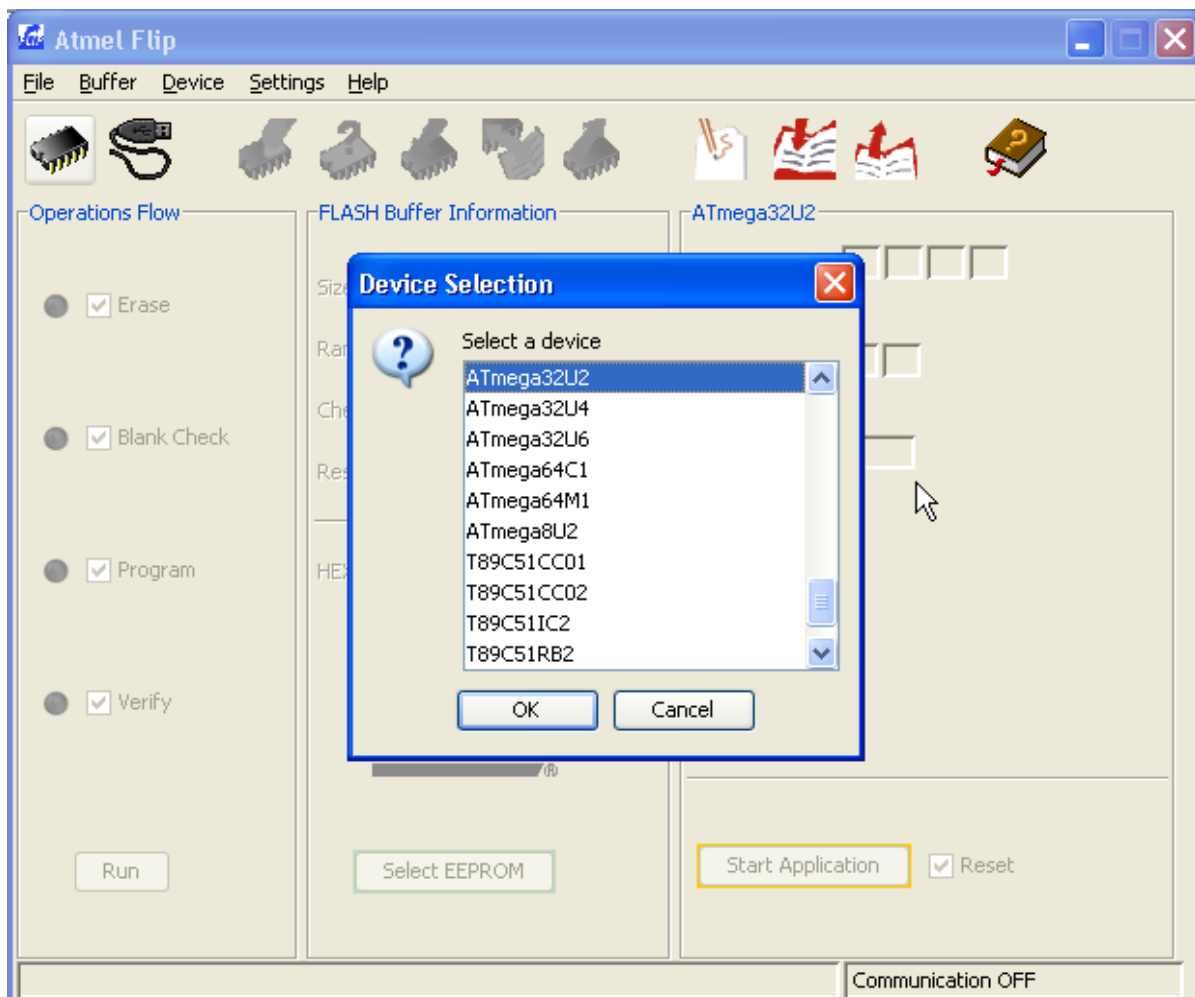 Atmel Flip
File Buffer Device Settings Help
Operations Flow
FLASH Buffer Information
ATmega32U2
Erase
Blank Check
Program
Verify
Run
Device Selection
Select a device
ATmega32U2
ATmega32U4
ATmega32U6
ATmega64C1
ATmega64M1
ATmega8U2
T89C51CC01
T89C51CC02
T89C51IC2
T89C51RB2
OK Cancel
®
Select EEPROM
Start Application Reset
Communication OFF